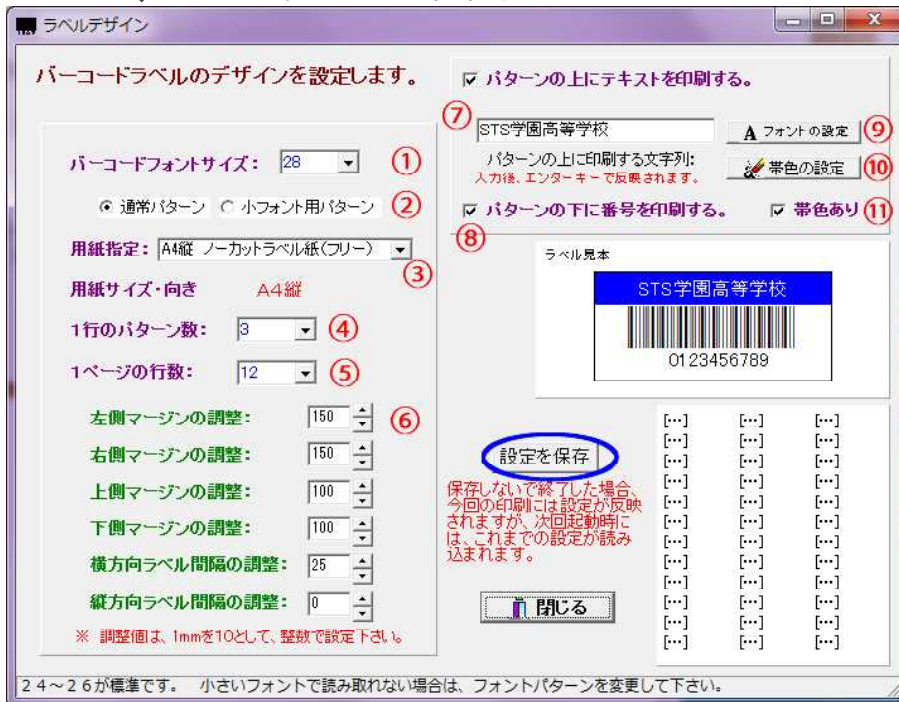 ラベルデザイン
バーコードラベルのデザインを設定します。
バーコードフォントサイズ: 28 ①
通常パターン 小フォント用パターン ②
用紙指定: A4縦 ノーカットラベル紙(フリー) ③
用紙サイズ・向き A4縦
1行のパターン数: 3 ④
1ページの行数: 12 ⑤
左側マージンの調整: 150 ⑥
右側マージンの調整: 150
上側マージンの調整: 100
下側マージンの調整: 100
横方向ラベル間隔の調整: 25
縦方向ラベル間隔の調整: 0
※ 調整値は、1mmを10として、整数で設定下さい。
パターンの上にテキストを印刷する。
⑦ STS学園高等学校 A フォントの設定 ⑨
パターンの上に印刷する文字列:
入力後、エンターキーで反映されます。
帯色の設定 ⑩
パターンの下に番号を印刷する。 帯色あり ⑪
⑧
ラベル見本
STS学園高等学校
0123456789
設定を保存
保存しないで終了した場合、
今回の印刷には設定が反映
されますが、次回起動時に
は、これまでの設定が読み
込まれます。
閉じる
[…] […] […]
[…] […] […]
[…] […] […]
[…] […] […]
[…] […] […]
[…] […] […]
[…] […] […]
[…] […] […]
[…] […] […]
[…] […] […]
[…] […] […]
[…] […] […]
24~26が標準です。 小さいフォントで読み取れない場合は、フォントパターンを変更して下さい。